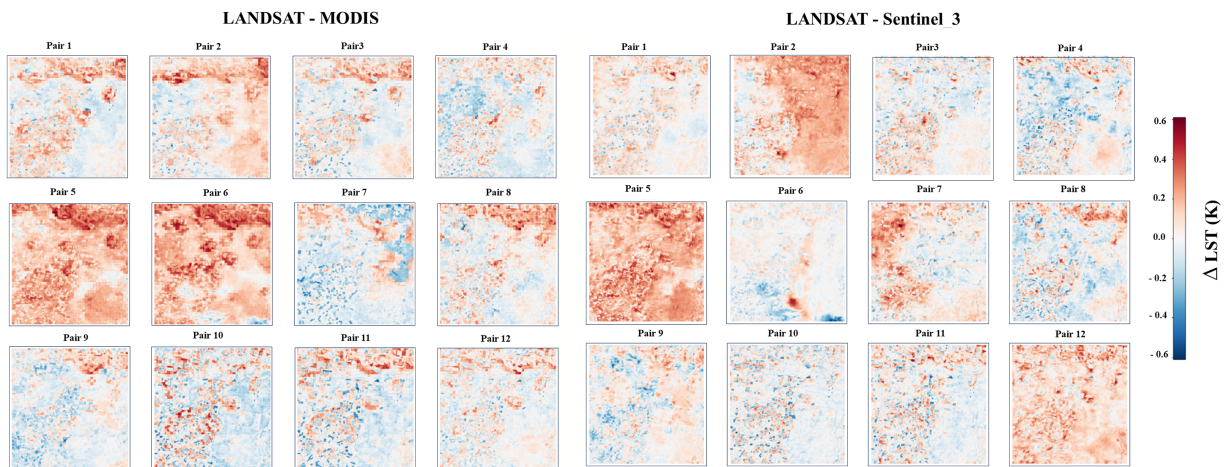 LANDSAT - MODIS
LANDSAT - Sentinel_3
Pair 1
Pair 2
Pair3
Pair 4
Pair 1
Pair 2
Pair3
Pair 4
Pair 5
Pair 6
Pair 7
Pair 8
Pair 5
Pair 6
Pair 7
Pair 8
Pair 9
Pair 10
Pair 11
Pair 12
Pair 9
Pair 10
Pair 11
Pair 12
0.6
0.4
0.2
0.0
- 0.2
- 0.4
- 0.6
Δ LST (K)